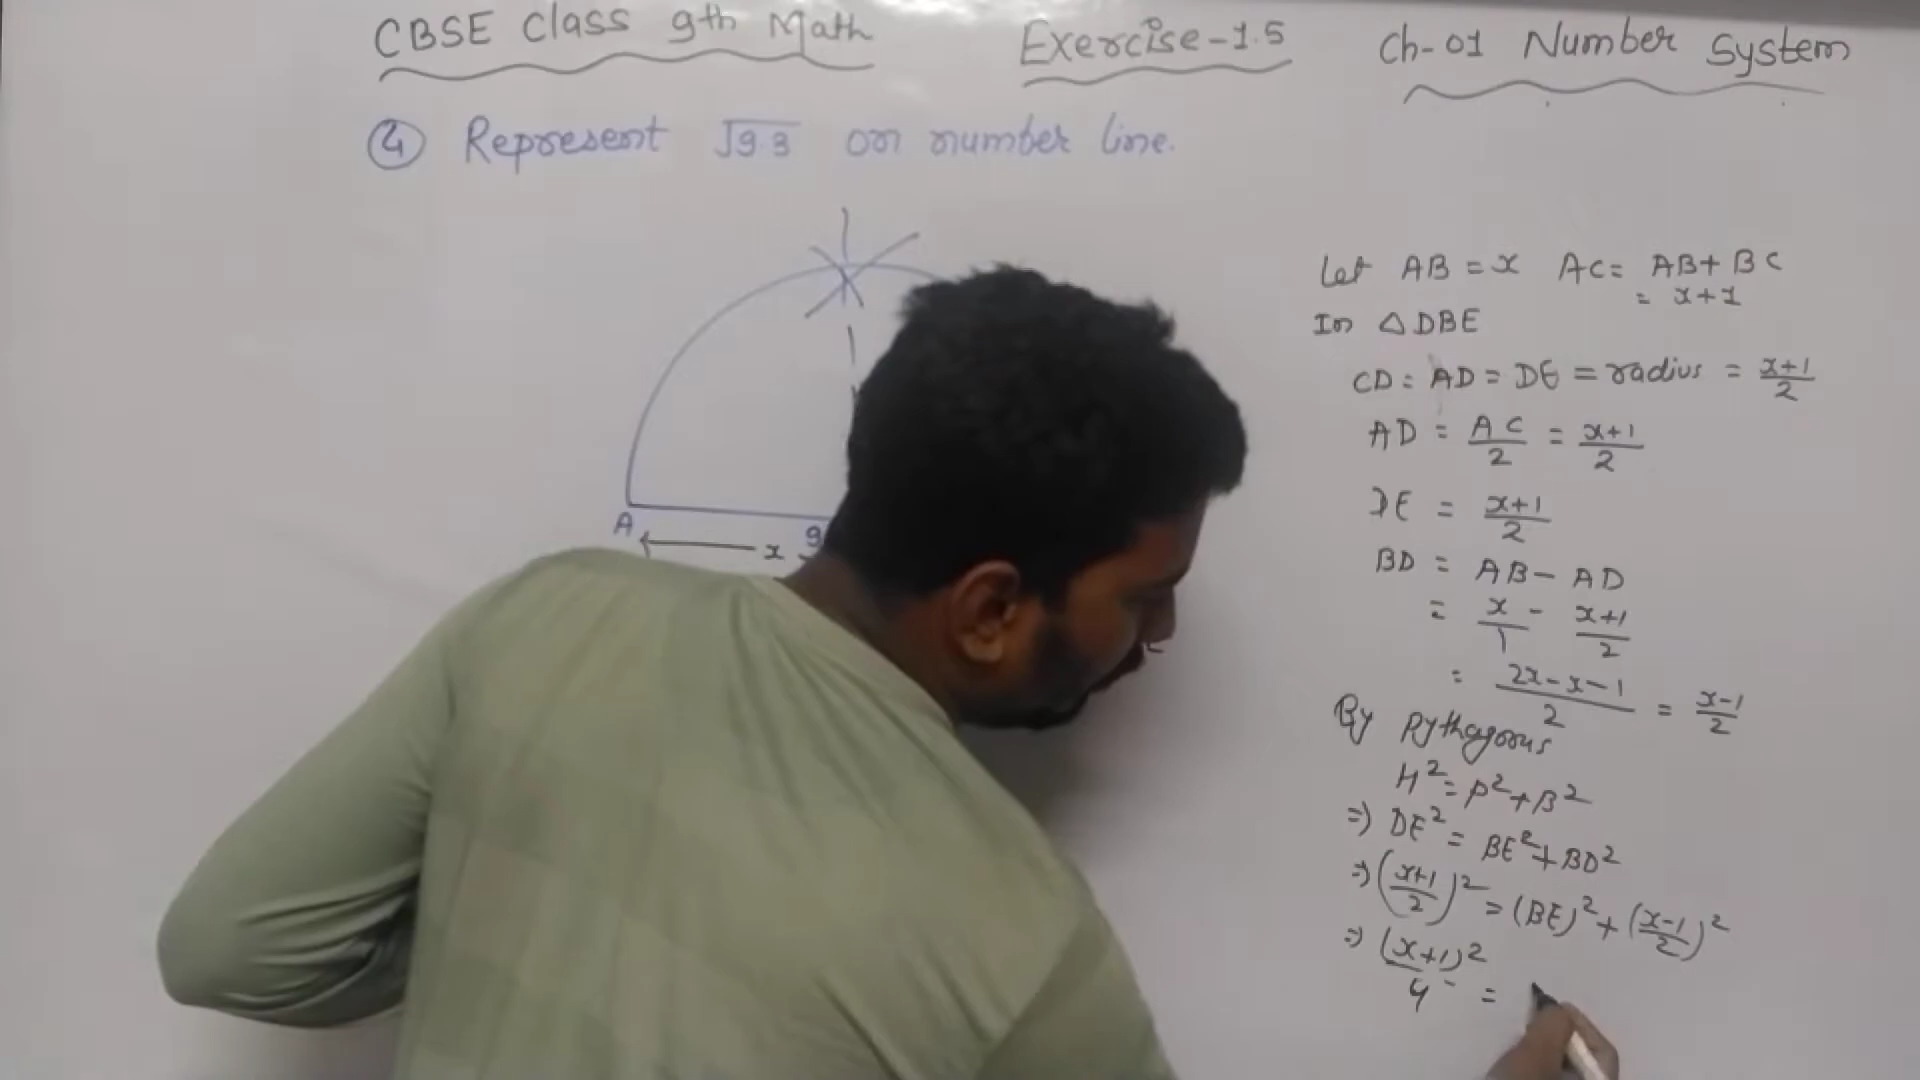 CBSE Class 9th Math Exercise-1.5 Ch-01 Number System
④ Represent √9.3 on number line.
Let AB = x AC = AB + BC
= x+1
In △DBE
CD = AD = DE = radius = (x+1)/2
AD = AC/2 = (x+1)/2
DE = (x+1)/2
BD = AB - AD
= x/1 - (x+1)/2
= (2x-x-1)/2 = (x-1)/2
By Pythagorus
H² = P² + B²
⇒ DE² = BE² + BD²
⇒ ((x+1)/2)² = (BE)² + ((x-1)/2)²
⇒ (x+1)²/4 =
A
x